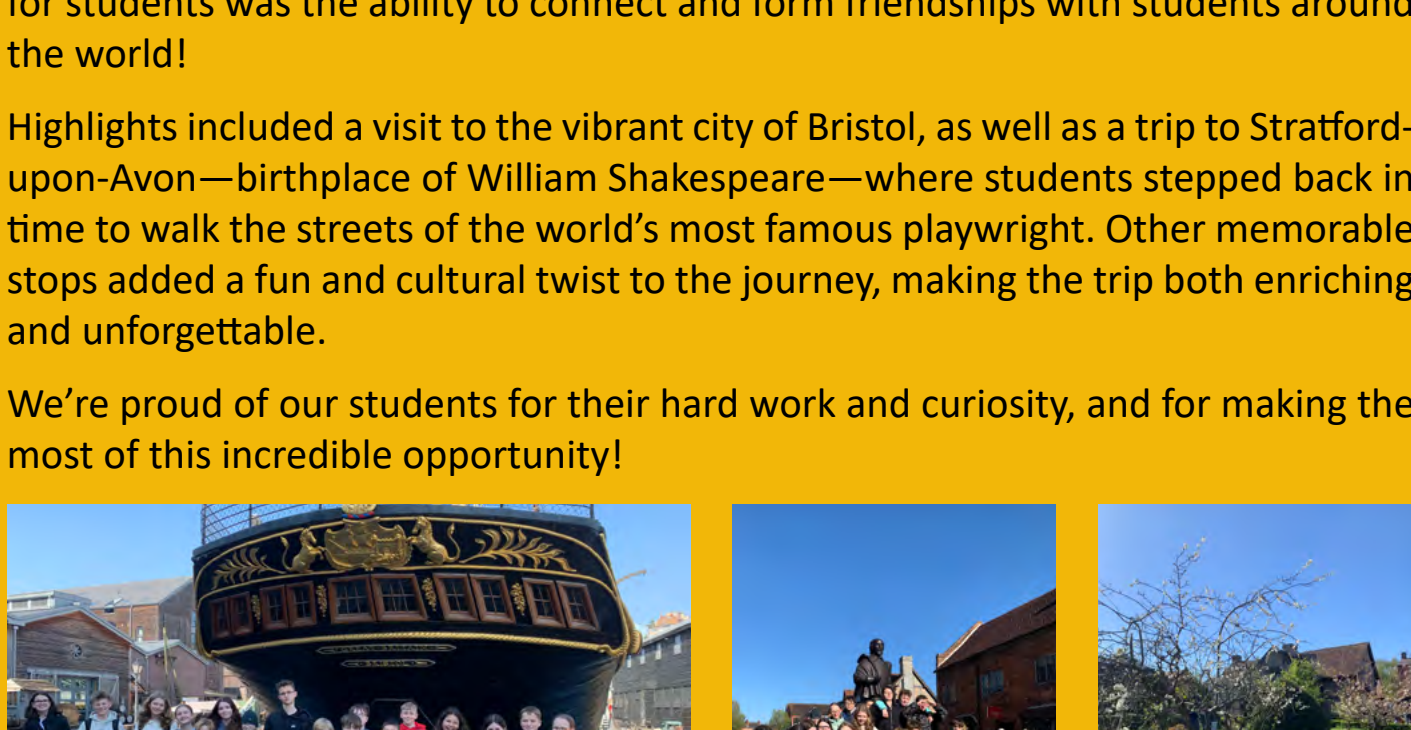 for students was the ability to connect and form friendships with students around
the world!
Highlights included a visit to the vibrant city of Bristol, as well as a trip to Stratford-
upon-Avon—birthplace of William Shakespeare—where students stepped back in
time to walk the streets of the world’s most famous playwright. Other memorable
stops added a fun and cultural twist to the journey, making the trip both enriching
and unforgettable.
We’re proud of our students for their hard work and curiosity, and for making the
most of this incredible opportunity!